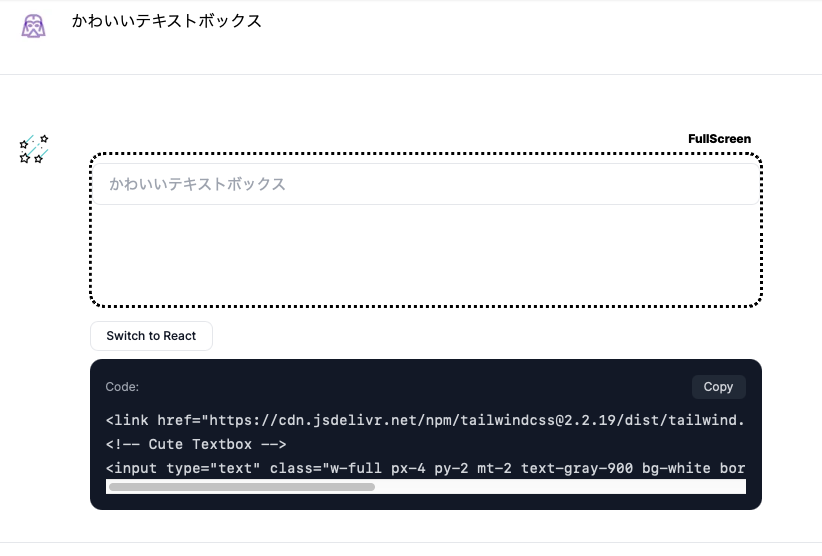 かわいいテキストボックス
FullScreen
かわいいテキストボックス
Switch to React
Code:
Copy
<link href="https://cdn.jsdelivr.net/npm/tailwindcss@2.2.19/dist/tailwind.
<!-- Cute Textbox -->
<input type="text" class="w-full px-4 py-2 mt-2 text-gray-900 bg-white bor